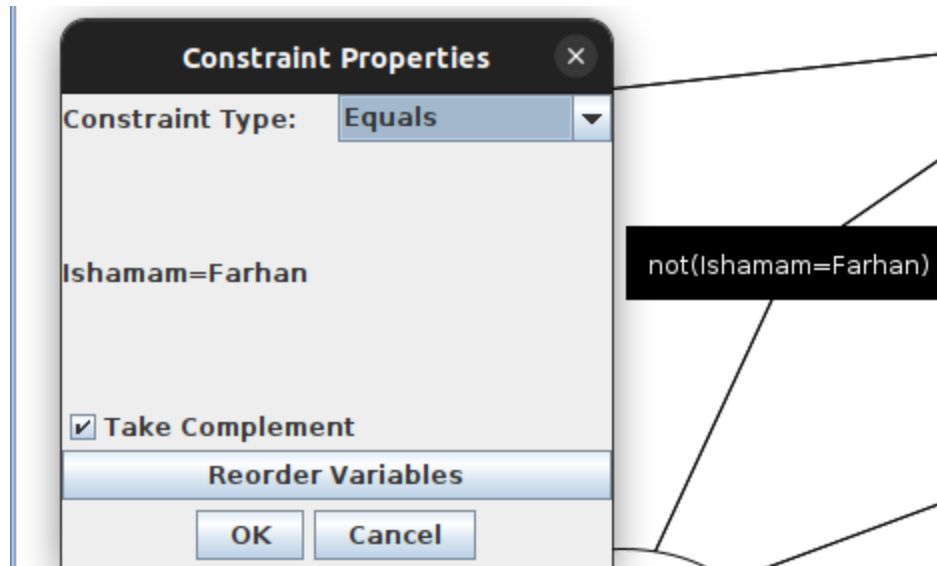 Constraint Properties
Constraint Type: Equals
Ishamam=Farhan
Take Complement
Reorder Variables
OK Cancel
not(Ishamam=Farhan)